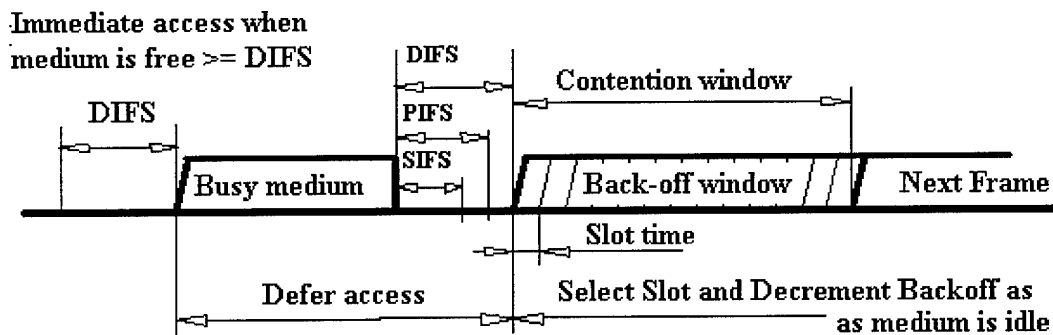 Immediate access when
medium is free >= DIFS
DIFS
DIFS
PIFS
SIFS
Contention window
Busy medium
Back-off window
Next Frame
Slot time
Defer access
Select Slot and Decrement Backoff as
as medium is idle